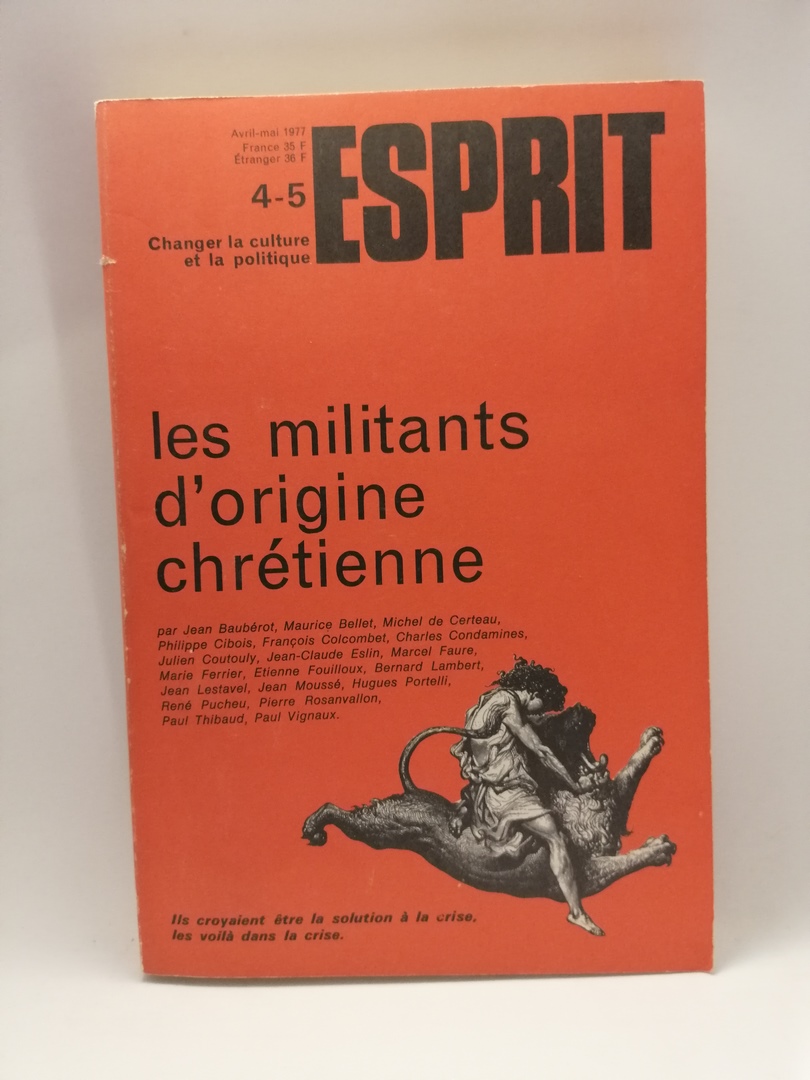 Avril-mai 1977
France 35 F
Étranger 36 F
4-5
Changer la culture
et la politique
ESPRIT
les militants
d'origine
chrétienne
par Jean Baubérot, Maurice Bellet, Michel de Certeau,
Philippe Cibois, François Colcombet, Charles Condamines,
Julien Coutouly, Jean-Claude Eslin, Marcel Faure,
Marie Ferrier, Etienne Fouilloux, Bernard Lambert,
Jean Lestavel, Jean Moussé, Hugues Portelli,
René Pucheu, Pierre Rosanvallon,
Paul Thibaud, Paul Vignaux.
Ils croyaient être la solution à la crise,
les voilà dans la crise.